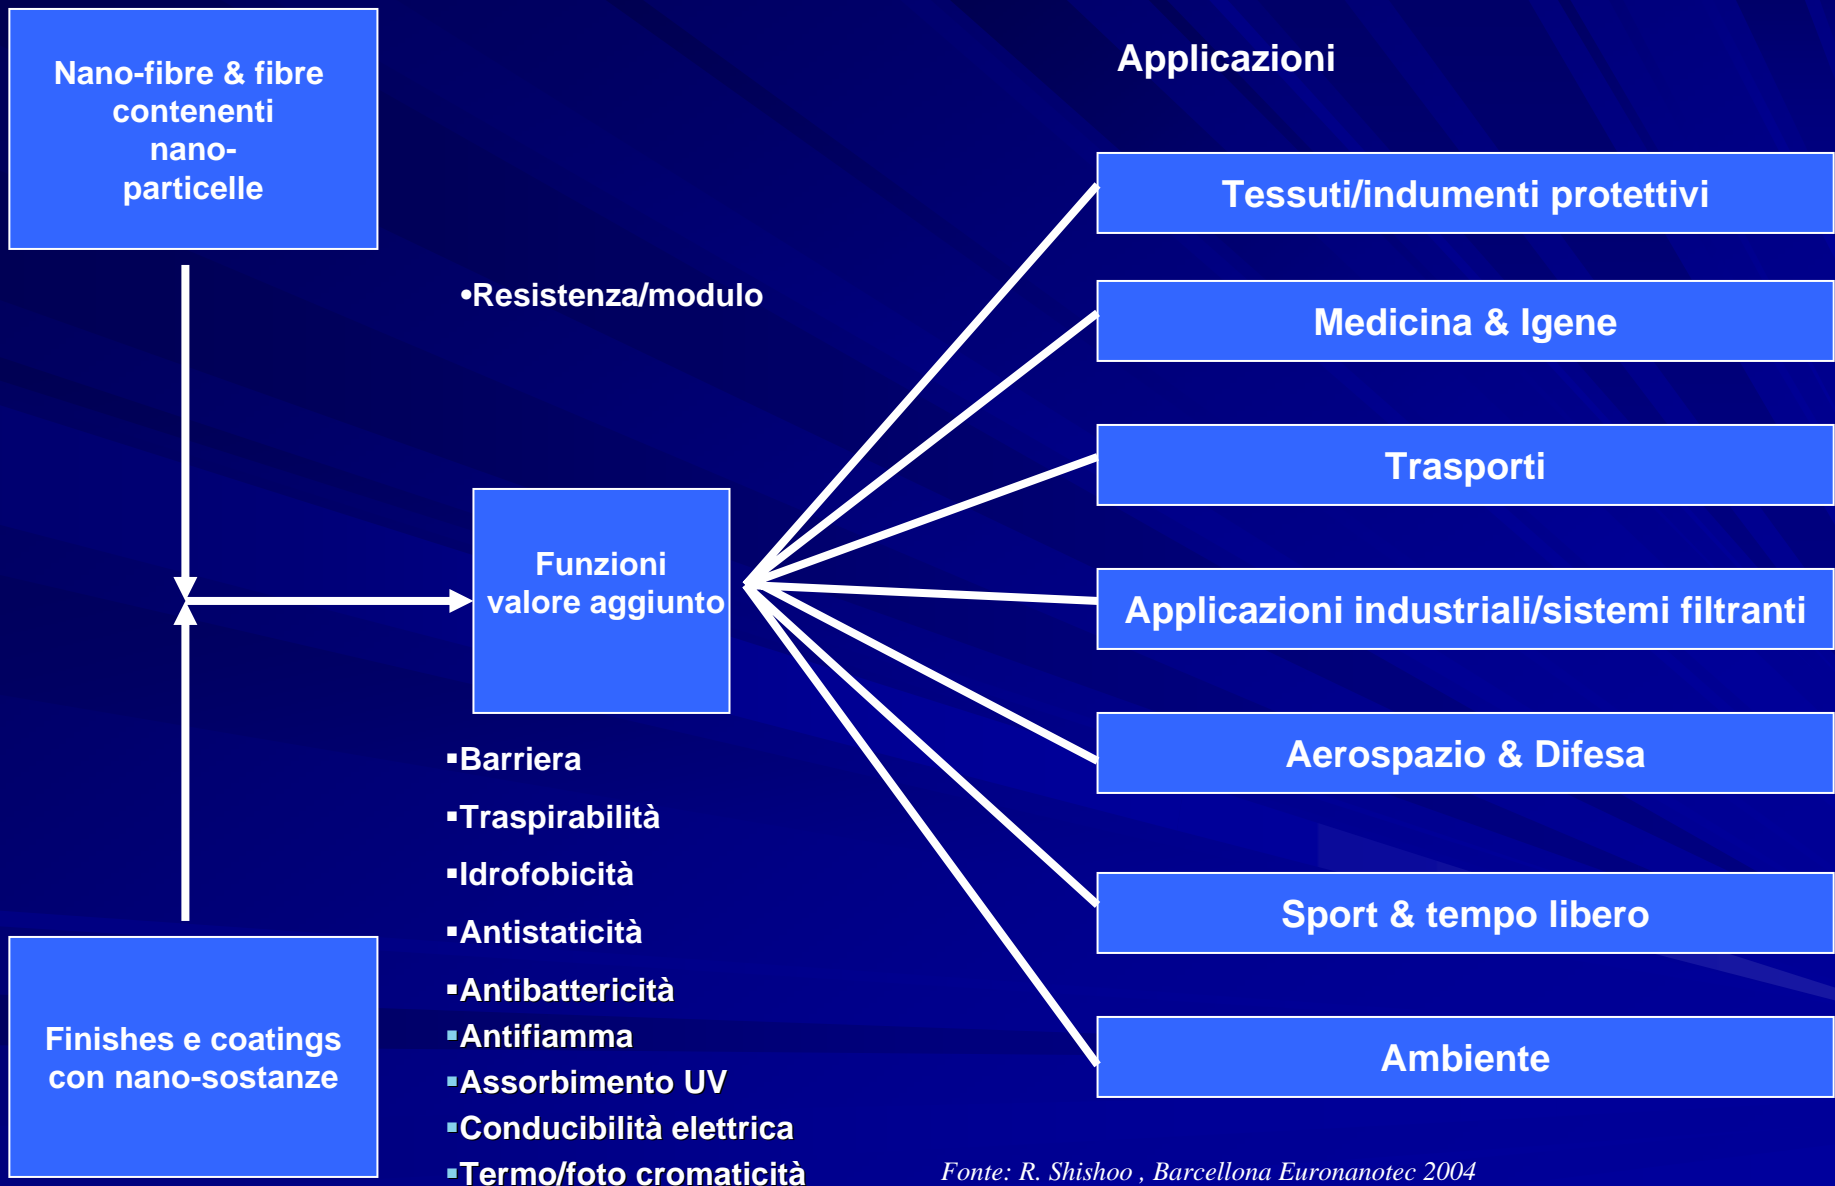 Nano-fibre & fibre
contenenti
nano-
particelle
Finishes e coatings
con nano-sostanze
•Resistenza/modulo
Funzioni
valore aggiunto
▪Barriera
▪Traspirabilità
▪Idrofobicità
▪Antistaticità
▪Antibattericità
▪Antifiamma
▪Assorbimento UV
▪Conducibilità elettrica
▪Termo/foto cromaticità
Applicazioni
Tessuti/indumenti protettivi
Medicina & Igene
Trasporti
Applicazioni industriali/sistemi filtranti
Aerospazio & Difesa
Sport & tempo libero
Ambiente
Fonte: R. Shishoo , Barcellona Euronanotec 2004